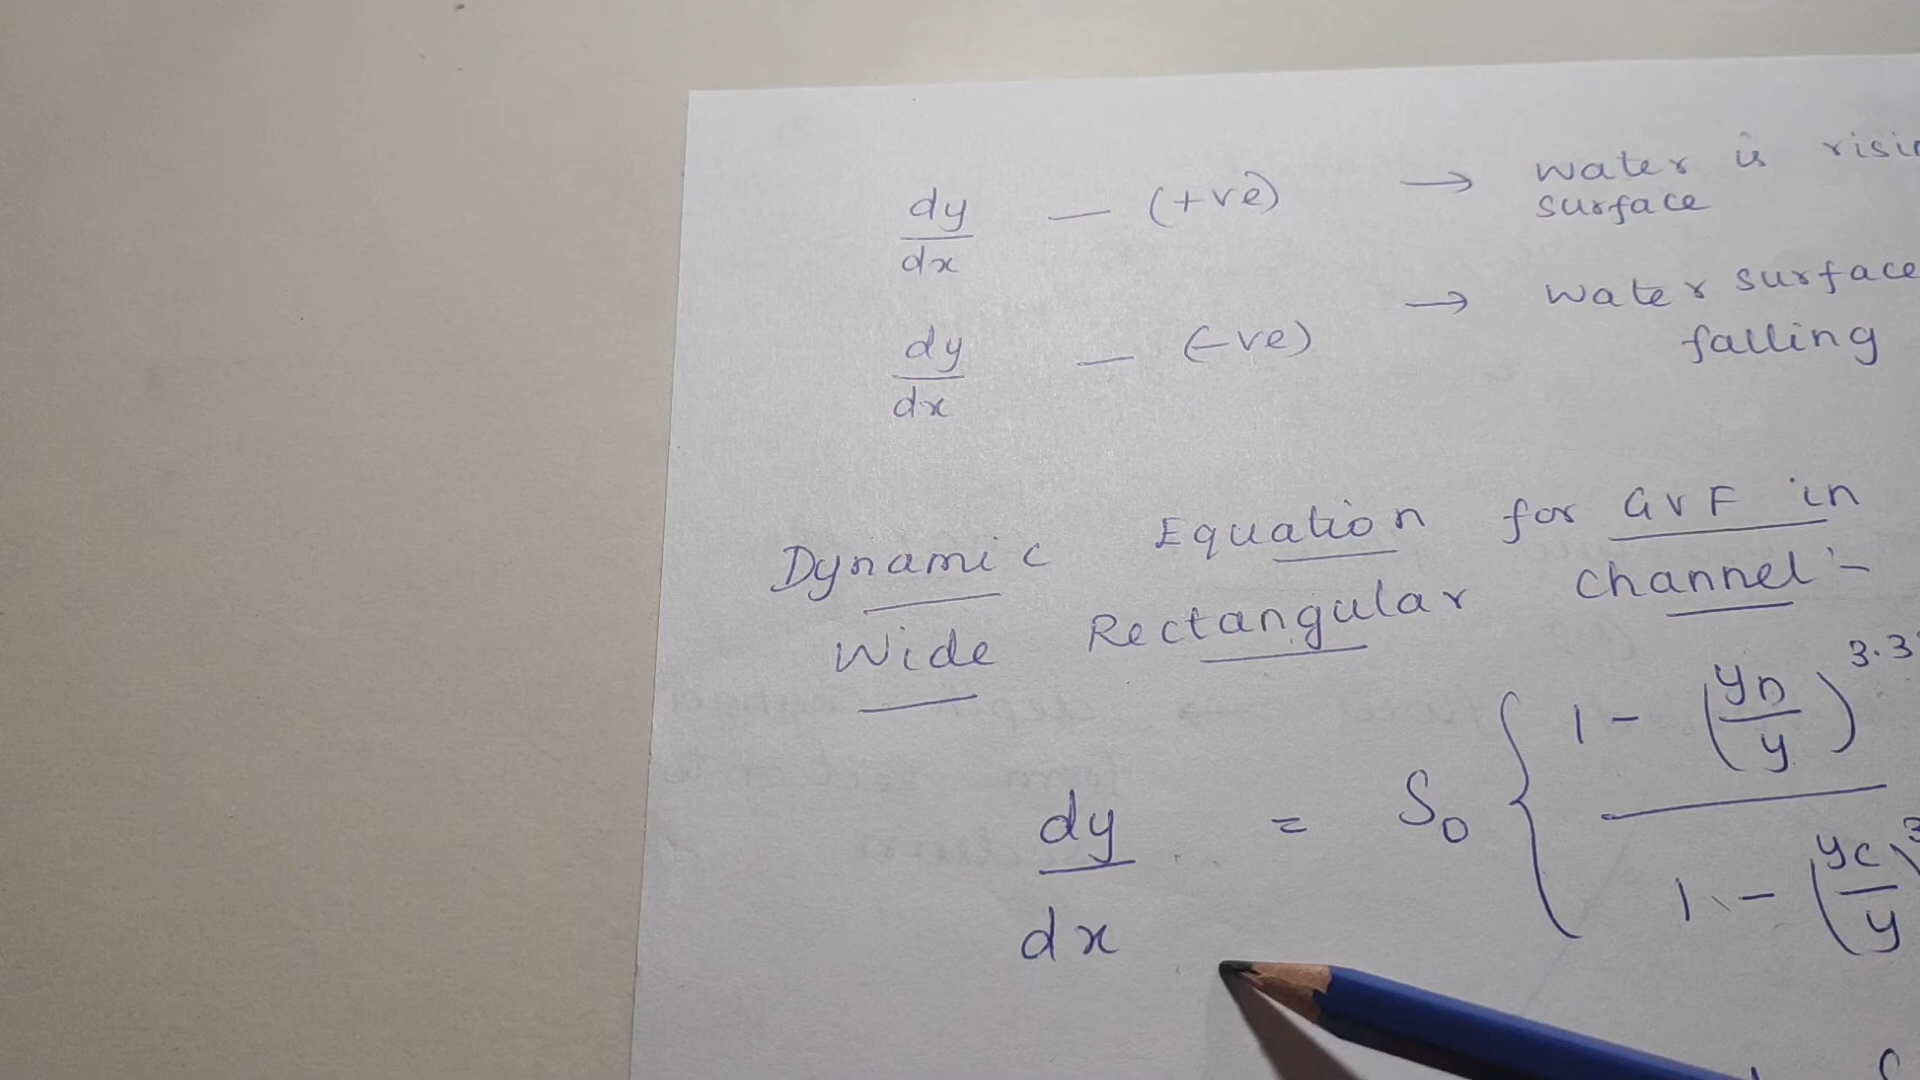 dy/dx — (+ve) → water is
surface
dy/dx — (-ve) → water surface
falling
Dynamic Equation for GVF in
Wide Rectangular channel:-
dy/dx = S₀ { 1 - (yn/y)^3.3
1 - (yc/y)^3